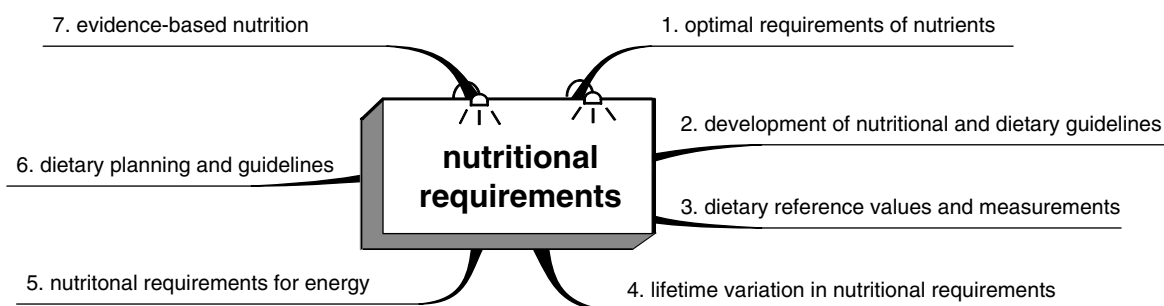 7. evidence-based nutrition
1. optimal requirements of nutrients
2. development of nutritional and dietary guidelines
nutritional
requirements
6. dietary planning and guidelines
3. dietary reference values and measurements
5. nutritonal requirements for energy
4. lifetime variation in nutritional requirements